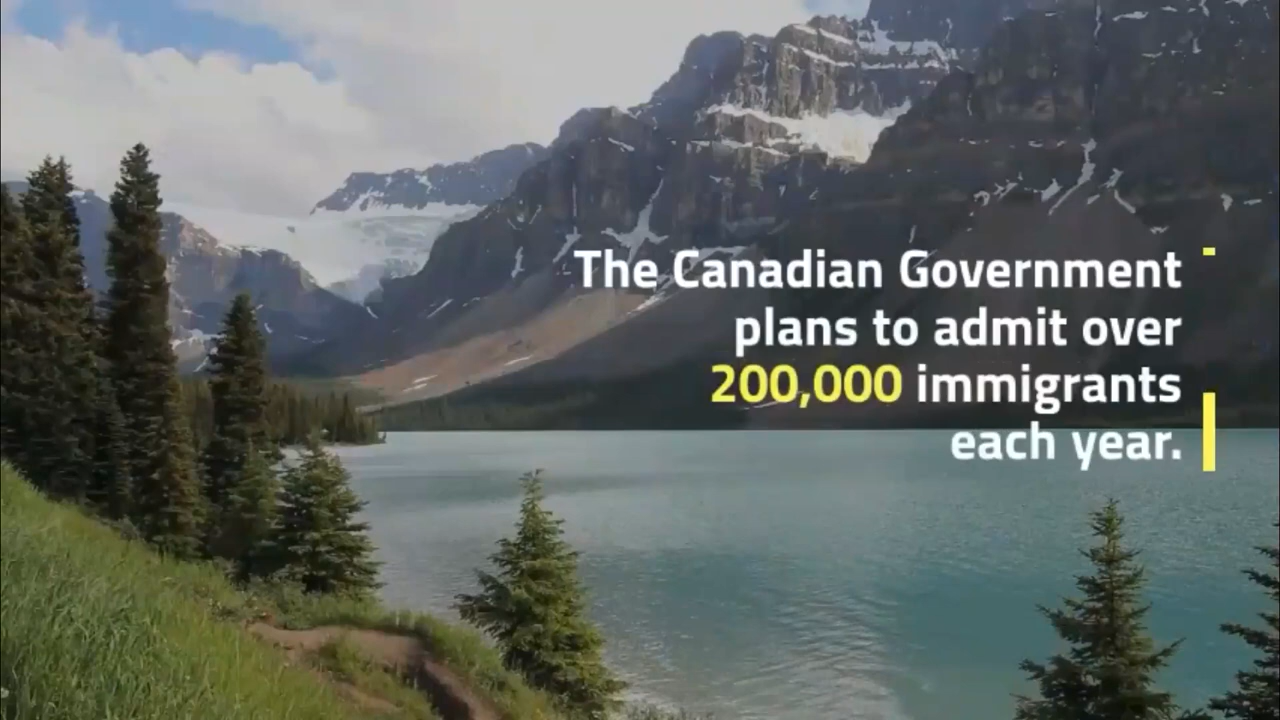 The Canadian Government
plans to admit over
200,000 immigrants
each year.